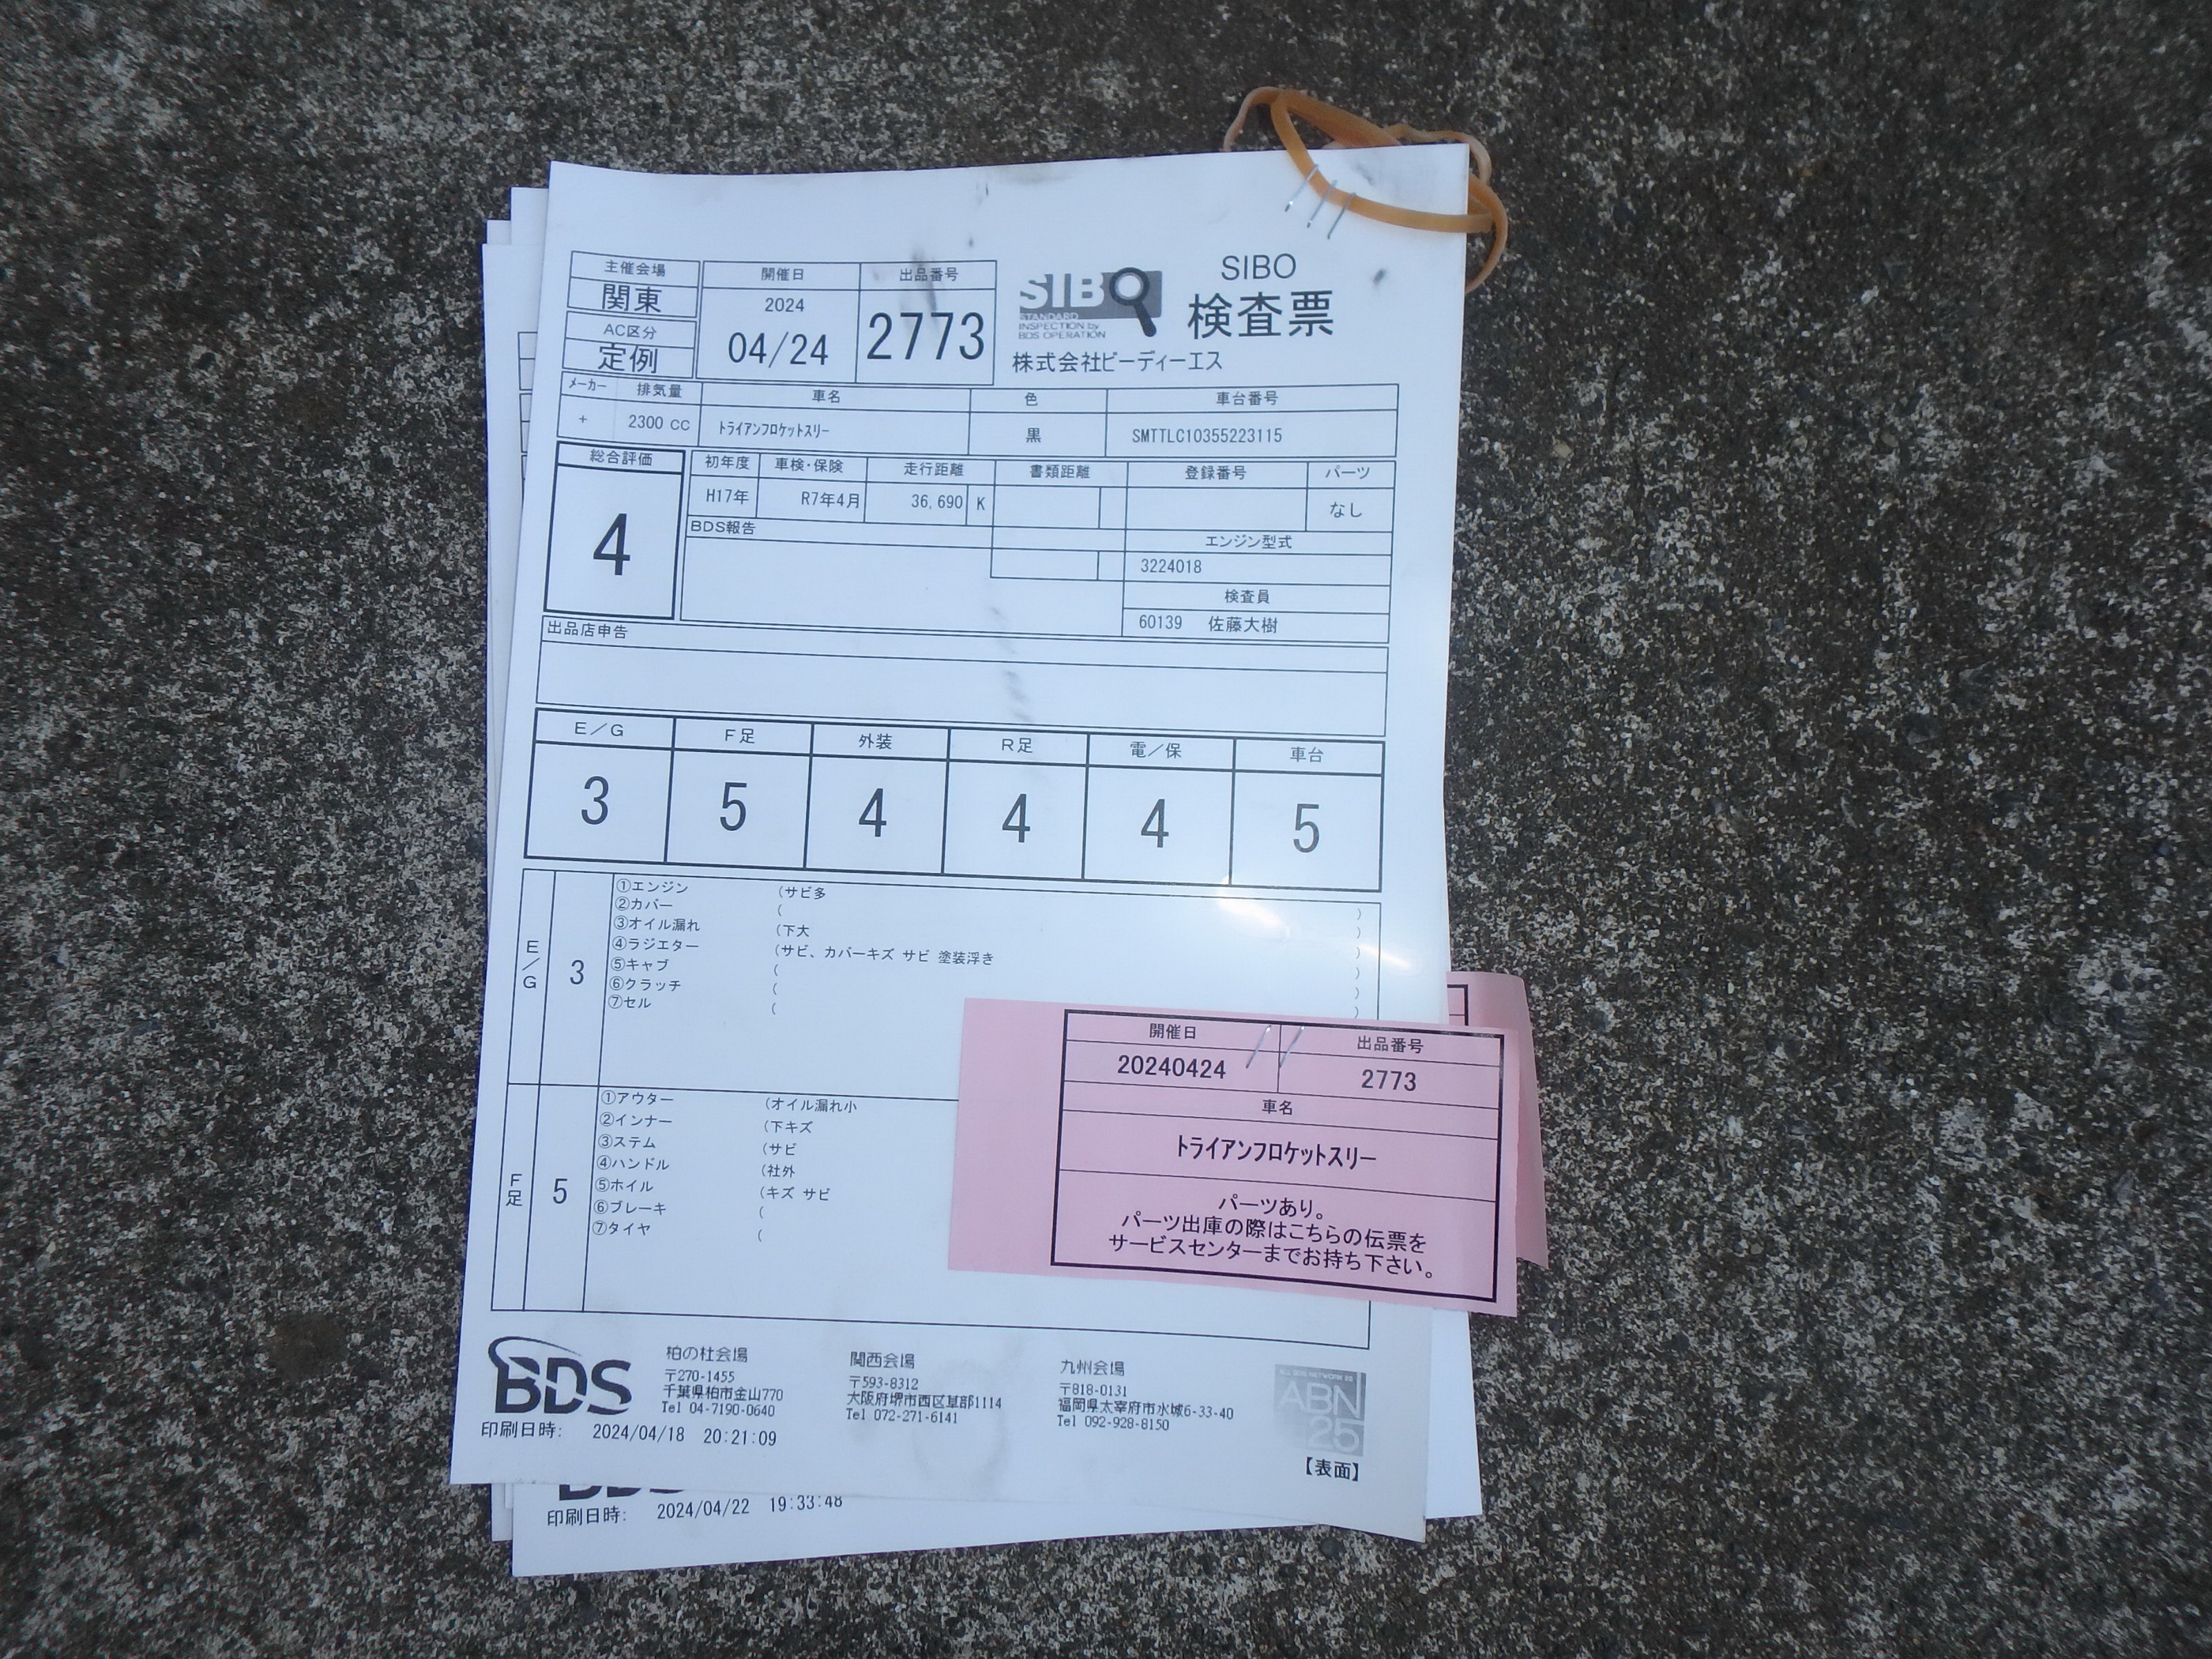 主催会場
関東
AC区分
定例
開催日
2024
04/24
出品番号
2773
SIBO
STANDARD
INSPECTION by
BDS OPERATION
SIBO
検査票
株式会社ビーディーエス
メーカー 排気量 車名 色 車台番号
+ 2300 CC トライアンフロケットスリー 黒 SMTTLC10355223115
総合評価
4
初年度 車検・保険 走行距離 書類距離 登録番号 パーツ
H17年 R7年4月 36,690 K なし
BDS報告
エンジン型式
3224018
検査員
60139 佐藤大樹
出品店申告
E/G F足 外装 R足 電/保 車台
3 5 4 4 4 5
E/G 3
①エンジン (サビ多
②カバー ( )
③オイル漏れ (下大 )
④ラジエター (サビ、カバーキズ サビ 塗装浮き )
⑤キャブ ( )
⑥クラッチ ( )
⑦セル ( )
F足 5
①アウター (オイル漏れ小
②インナー (下キズ
③ステム (サビ
④ハンドル (社外
⑤ホイル (キズ サビ
⑥ブレーキ (
⑦タイヤ (
開催日 出品番号
20240424 2773
車名
トライアンフロケットスリー
パーツあり。
パーツ出庫の際はこちらの伝票を
サービスセンターまでお持ち下さい。
BDS
柏の杜会場
〒270-1455
千葉県柏市金山770
Tel 04-7190-0640
関西会場
〒593-8312
大阪府堺市西区草部1114
Tel 072-271-6141
九州会場
〒818-0131
福岡県太宰府市水城6-33-40
Tel 092-928-8150
ABN
25
印刷日時: 2024/04/18 20:21:09
【表面】
印刷日時: 2024/04/22 19:33:48